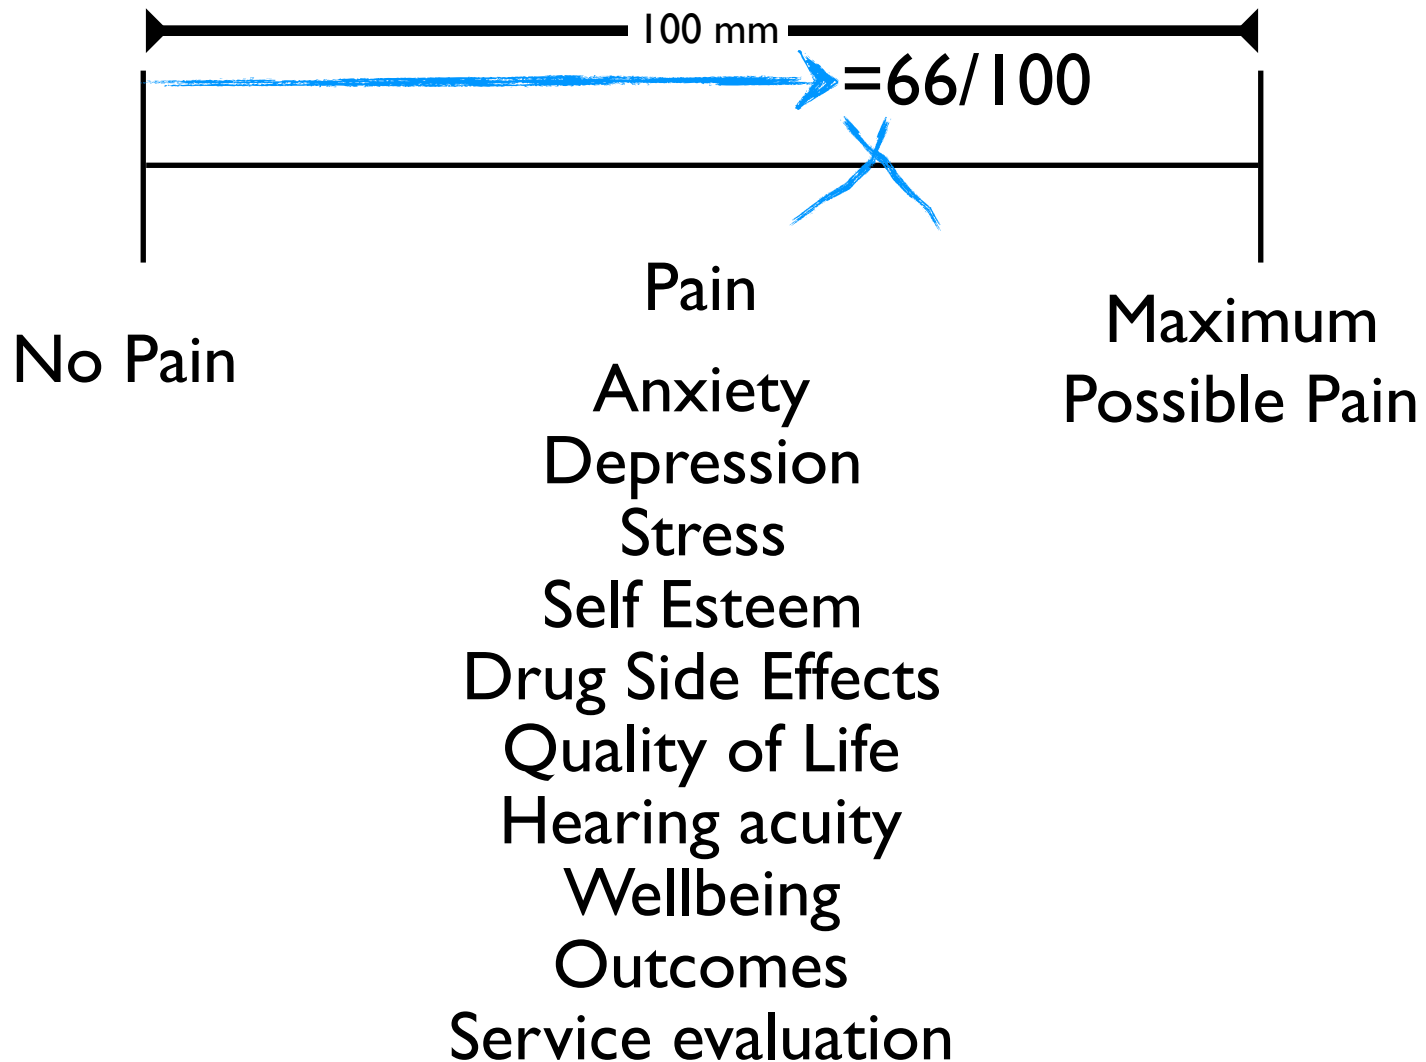 100 mm
=66/100
Pain
No Pain
Maximum
Possible Pain
Anxiety
Depression
Stress
Self Esteem
Drug Side Effects
Quality of Life
Hearing acuity
Wellbeing
Outcomes
Service evaluation